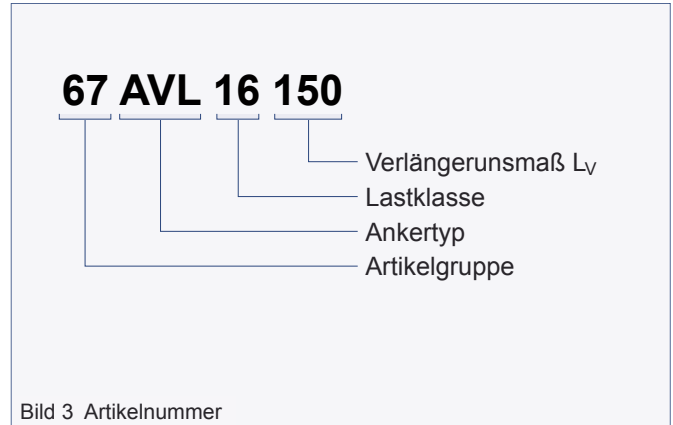 67 AVL 16 150
Verlängerunsmaß LV
Lastklasse
Ankertyp
Artikelgruppe
Bild 3 Artikelnummer